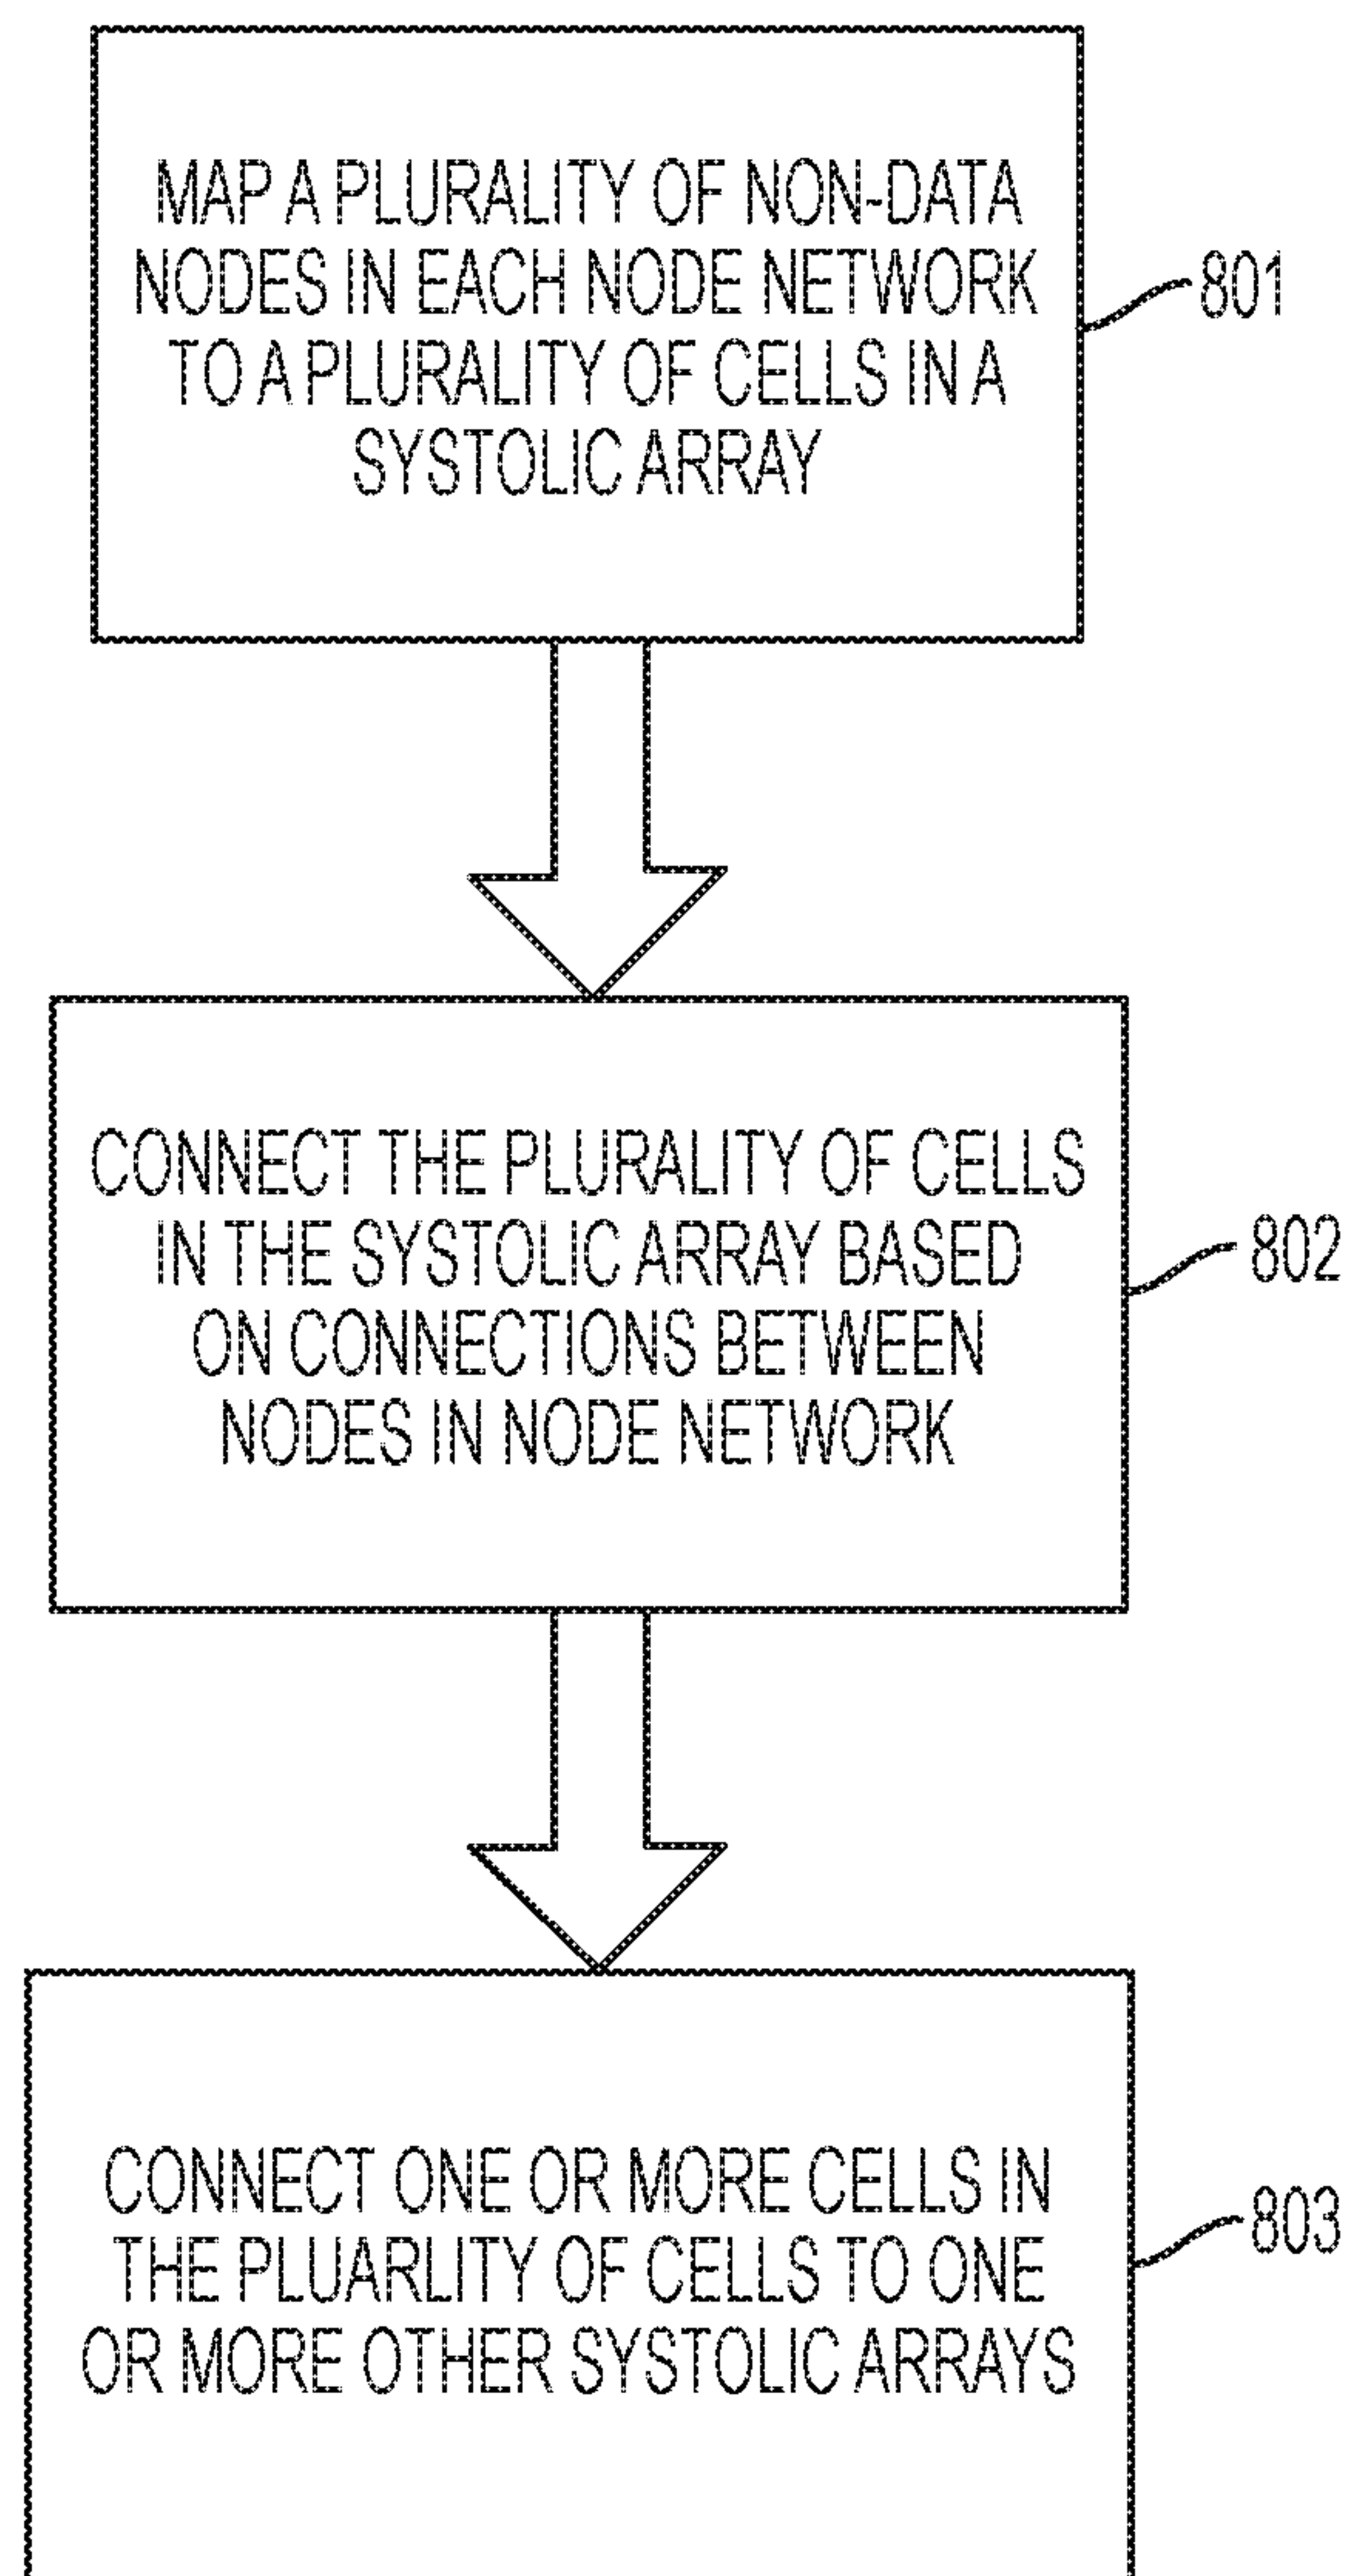 MAP A PLURALITY OF NON-DATA
NODES IN EACH NODE NETWORK
TO A PLURALITY OF CELLS IN A
SYSTOLIC ARRAY
801
CONNECT THE PLURALITY OF CELLS
IN THE SYSTOLIC ARRAY BASED
ON CONNECTIONS BETWEEN
NODES IN NODE NETWORK
802
CONNECT ONE OR MORE CELLS IN
THE PLUARLITY OF CELLS TO ONE
OR MORE OTHER SYSTOLIC ARRAYS
803